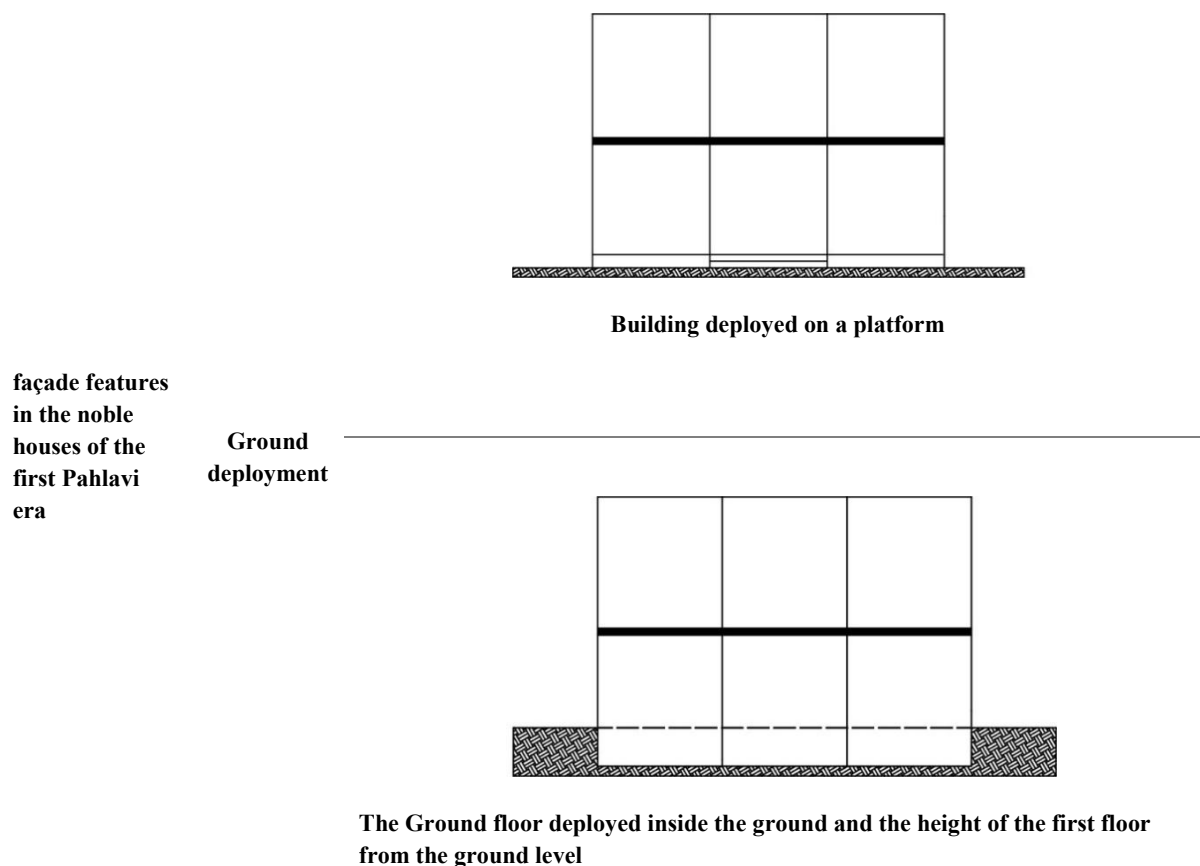 Building deployed on a platform
façade features
in the noble
houses of the
first Pahlavi
era
Ground
deployment
The Ground floor deployed inside the ground and the height of the first floor
from the ground level